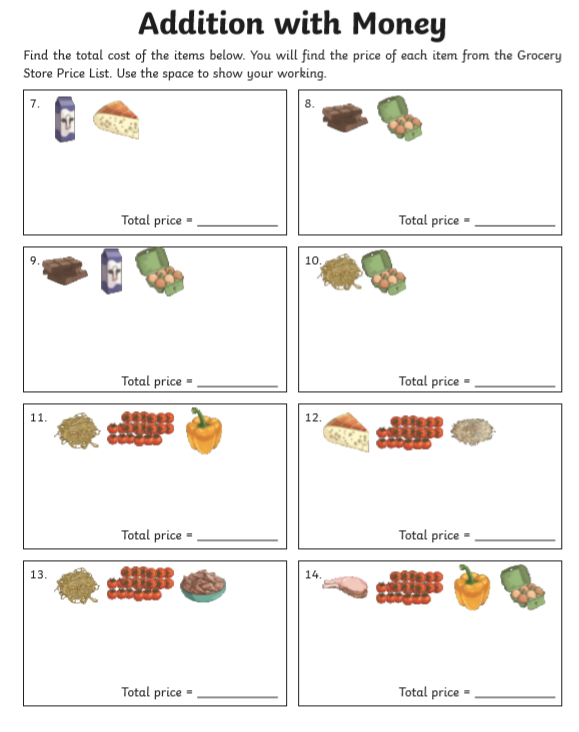 Addition with Money
Find the total cost of the items below. You will find the price of each item from the Grocery
Store Price List. Use the space to show your working.
7.
Total price = ___________
8.
Total price = ___________
9.
Total price = ___________
10.
Total price = ___________
11.
Total price = ___________
12.
Total price = ___________
13.
Total price = ___________
14.
Total price = ___________